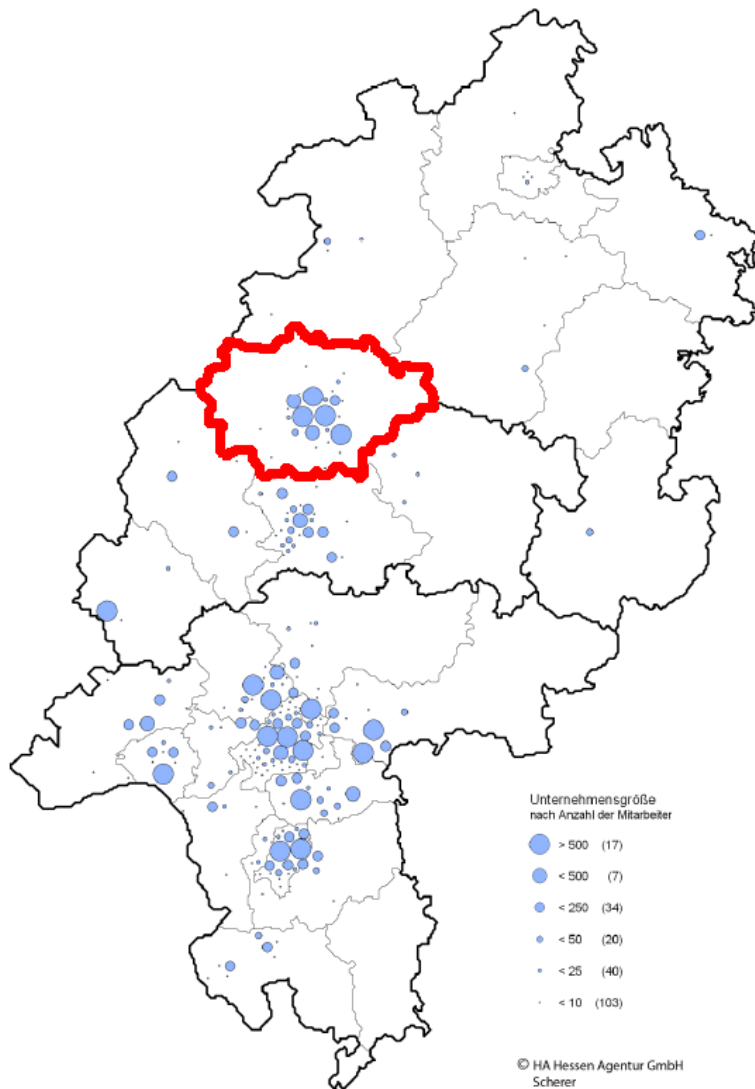 Unternehmensgröße
nach Anzahl der Mitarbeiter
> 500 (17)
< 500 (7)
< 250 (34)
< 50 (20)
< 25 (40)
< 10 (103)
© HA Hessen Agentur GmbH
Scherer